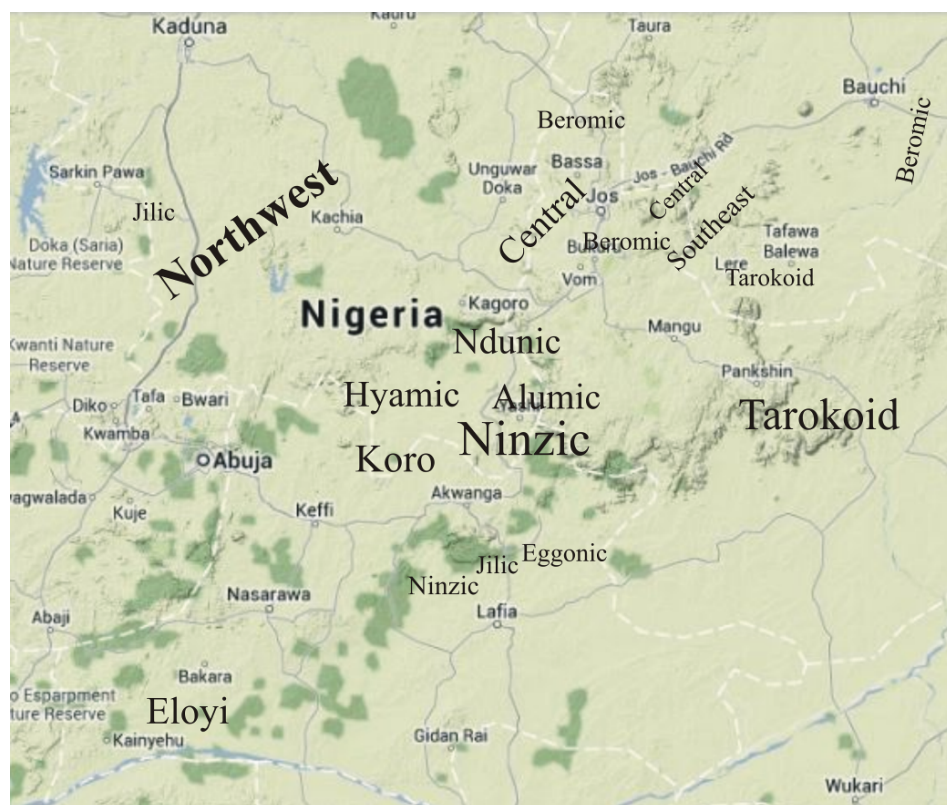 Kauru
Kaduna
Taura
Bauchi
Beromic
Beromic
Unguwar
Doka
Bassa
Jos - Bauchi Rd
Sarkin Pawa
Jilic
Northwest
Kachia
Central
Jos
Central
Southeast
Doka (Saria)
Nature Reserve
Beromic
Tafawa
Balewa
Lere
Tarokoid
Vom
Nigeria
Kagoro
Mangu
Ndunic
Kwanti Nature
Reserve
Pankshin
Hyamic
Alumic
Diko
Tafa
Bwari
Tarokoid
Kwamba
Ninzic
Koro
Abuja
agwalada
Kuje
Keffi
Akwanga
Eggonic
Jilic
Ninzic
Nasarawa
Lafia
Abaji
Bakara
o Esparpment
ture Reserve
Eloyi
Kainyehu
Gidan Rai
Wukari